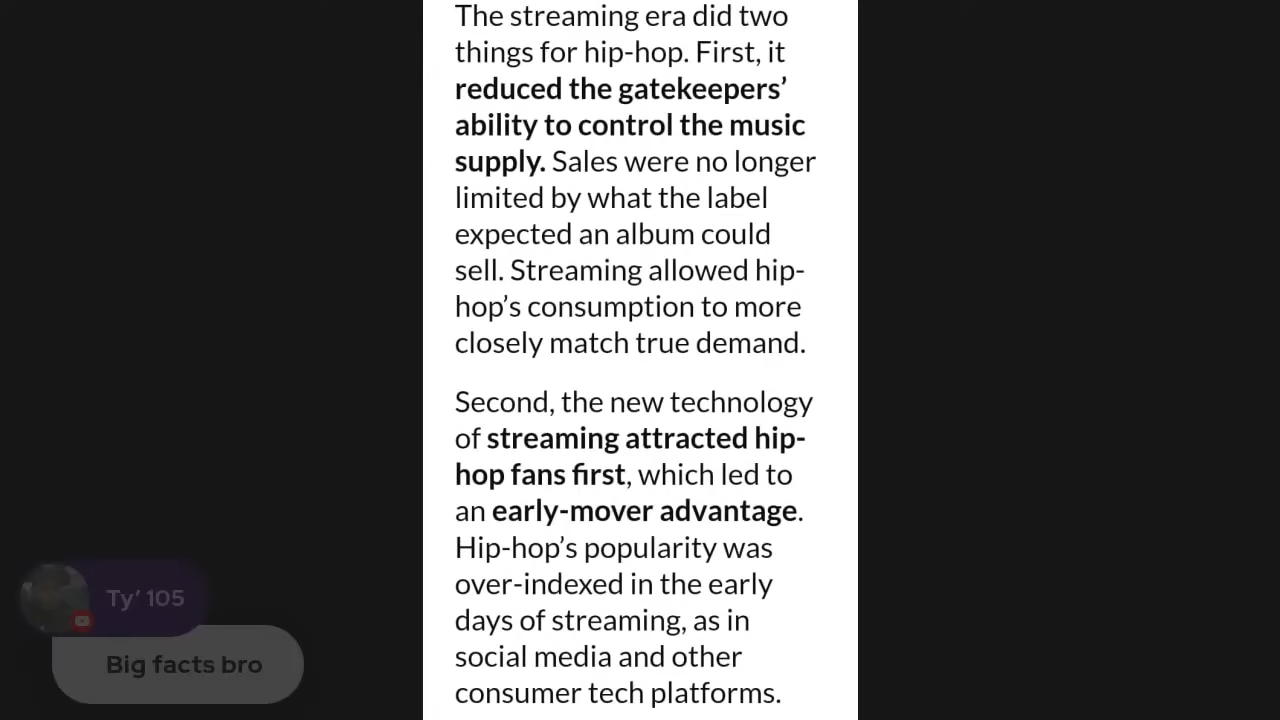 The streaming era did two
things for hip-hop. First, it
reduced the gatekeepers’
ability to control the music
supply. Sales were no longer
limited by what the label
expected an album could
sell. Streaming allowed hip-
hop’s consumption to more
closely match true demand.
Second, the new technology
of streaming attracted hip-
hop fans first, which led to
an early-mover advantage.
Hip-hop’s popularity was
over-indexed in the early
days of streaming, as in
social media and other
consumer tech platforms.
Ty’ 105
Big facts bro